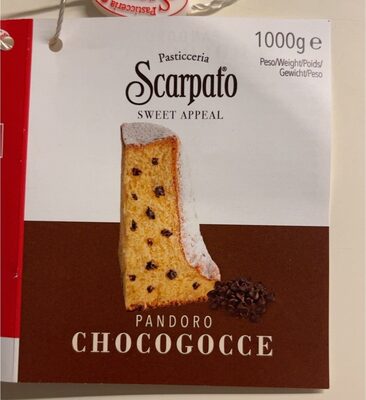 Pasticceria
Scarpato®
SWEET APPEAL
1000g ℮
Peso/Weight/Poids/
Gewicht/Peso
PANDORO
CHOCOGOCCE